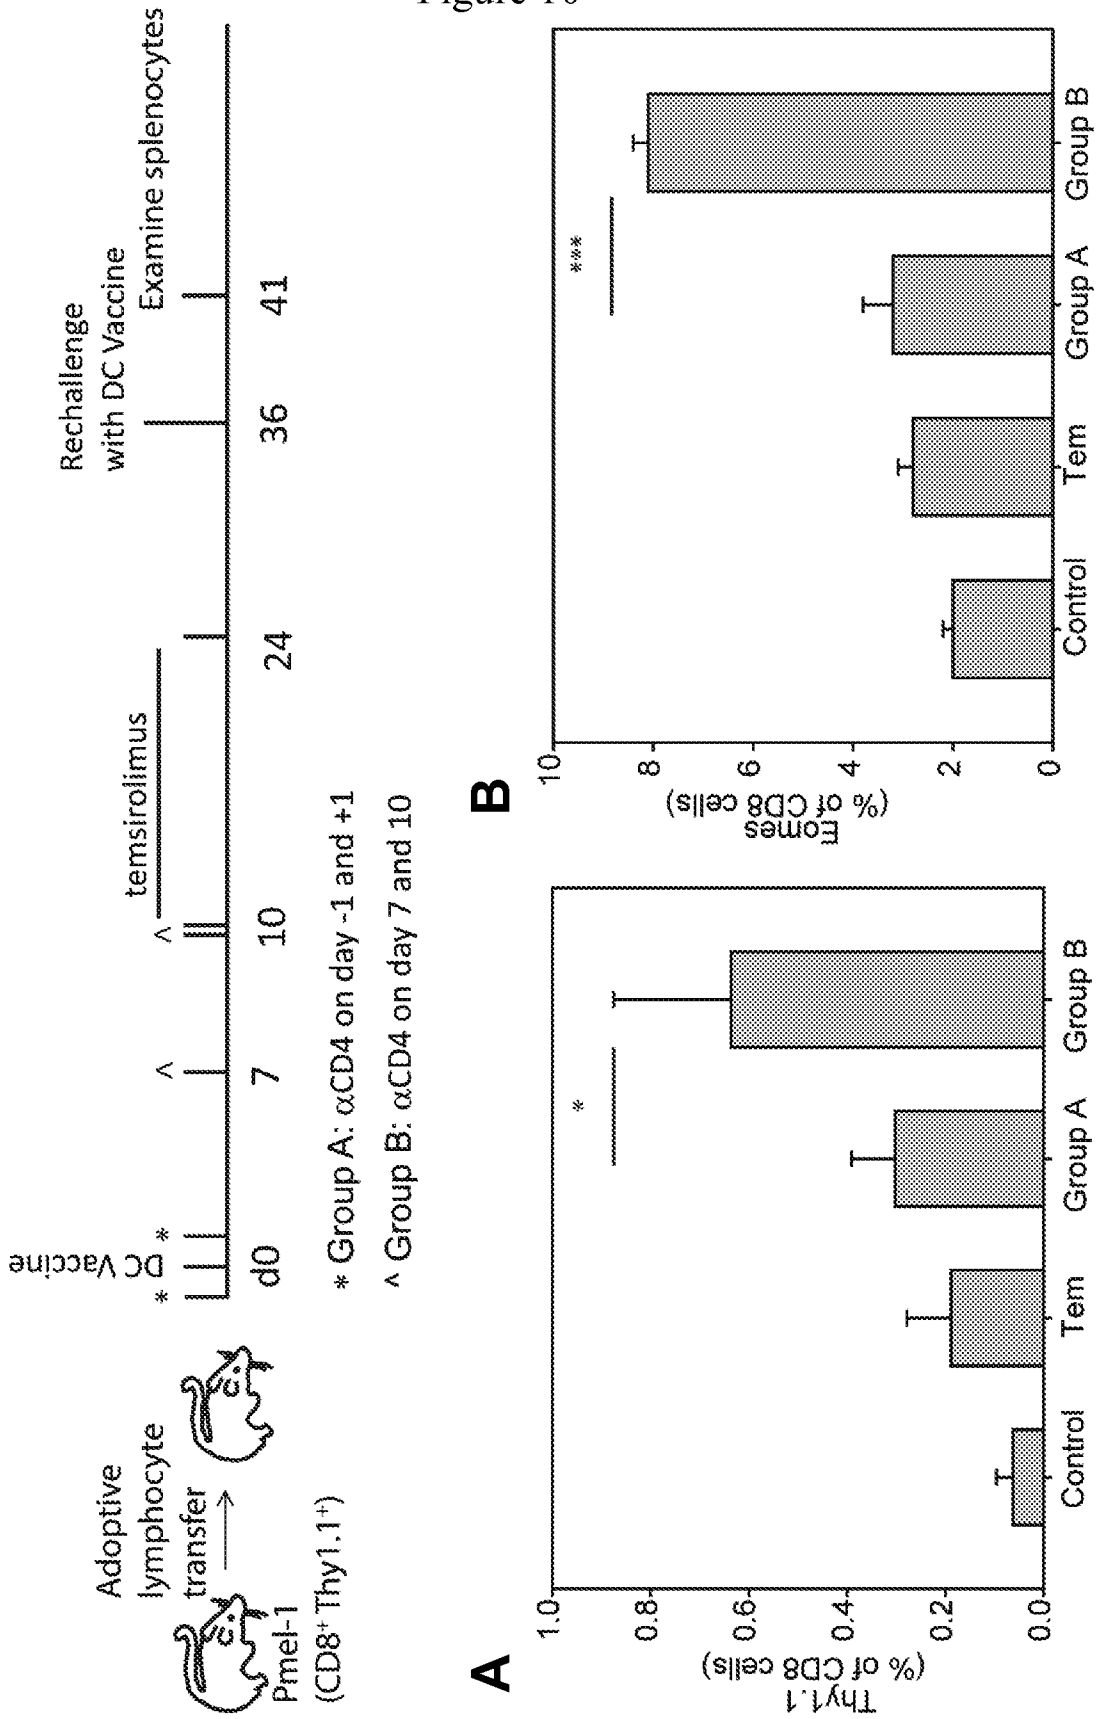 Figure 10
Adoptive
lymphocyte
transfer
Pmel-1
(CD8+ Thy1.1+)
* DC Vaccine *
^
^
temsirolimus
Rechallenge
with DC Vaccine
Examine splenocytes
d0 7 10 24 36 41
* Group A: αCD4 on day -1 and +1
^ Group B: αCD4 on day 7 and 10
A
Thy1.1
(% of CD8 cells)
1.0
0.8
0.6
0.4
0.2
0.0
*
Control Tem Group A Group B
B
Eomes
(% of CD8 cells)
10
8
6
4
2
0
***
Control Tem Group A Group B